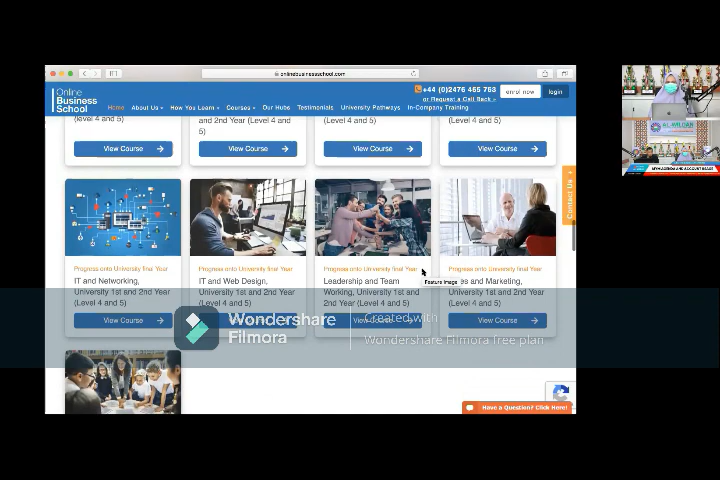 onlinebusinessschool.com
Online
Business
School
+44 (0)2476 455 753
or Request a Call Back
enrol now
login
Home
About Us
How You Learn
Courses
Our Hubs
Testimonials
University Pathways
In-Company Training
(level 4 and 5)
and 2nd Year (Level 4 and
5)
(Level 4 and 5)
(Level 4 and 5)
View Course
View Course
View Course
View Course
Contact Us
Progress onto University final Year
IT and Networking,
University 1st and 2nd Year
(Level 4 and 5)
View Course
Progress onto University final Year
IT and Web Design,
University 1st and 2nd Year
(Level 4 and 5)
Progress onto University final Year
Leadership and Team
Working, University 1st and
2nd Year (Level 4 and 5)
View Course
Progress onto University final Year
and Marketing,
University 1st and 2nd Year
(Level 4 and 5)
View Course
Feature Image
Wondershare
Filmora
Created with
Wondershare Filmora free plan
Have a Question? Click Here!